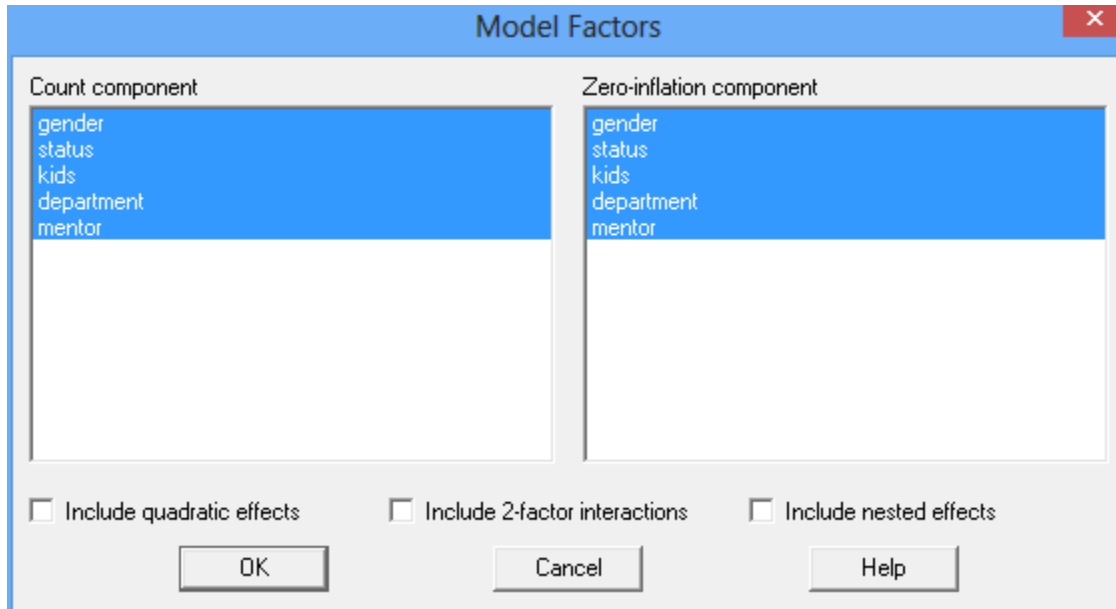 Model Factors
Count component
gender
status
kids
department
mentor
Zero-inflation component
gender
status
kids
department
mentor
Include quadratic effects
Include 2-factor interactions
Include nested effects
OK
Cancel
Help